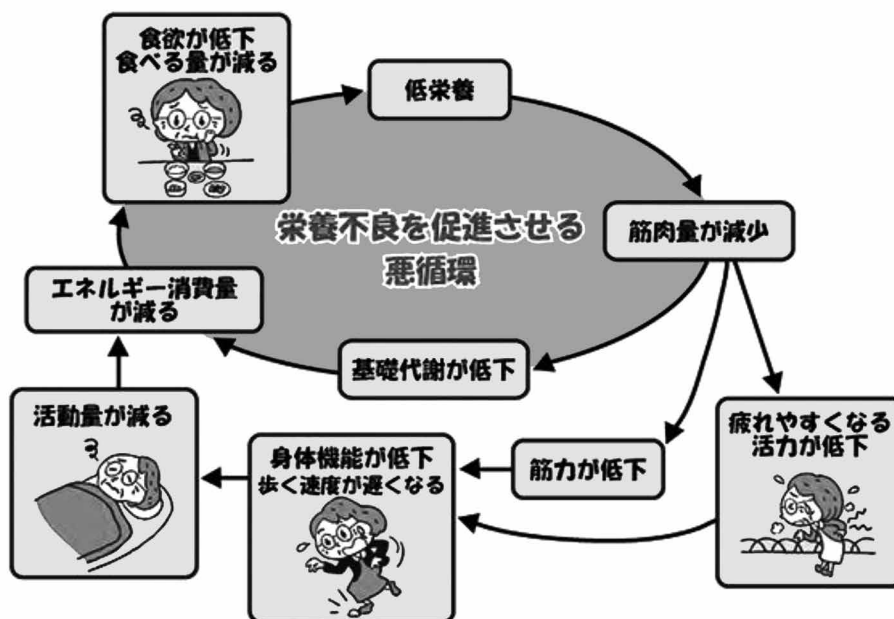 食欲が低下
食べる量が減る
低栄養
栄養不良を促進させる
悪循環
筋肉量が減少
エネルギー消費量
が減る
基礎代謝が低下
活動量が減る
身体機能が低下
歩く速度が遅くなる
筋力が低下
疲れやすくなる
活力が低下